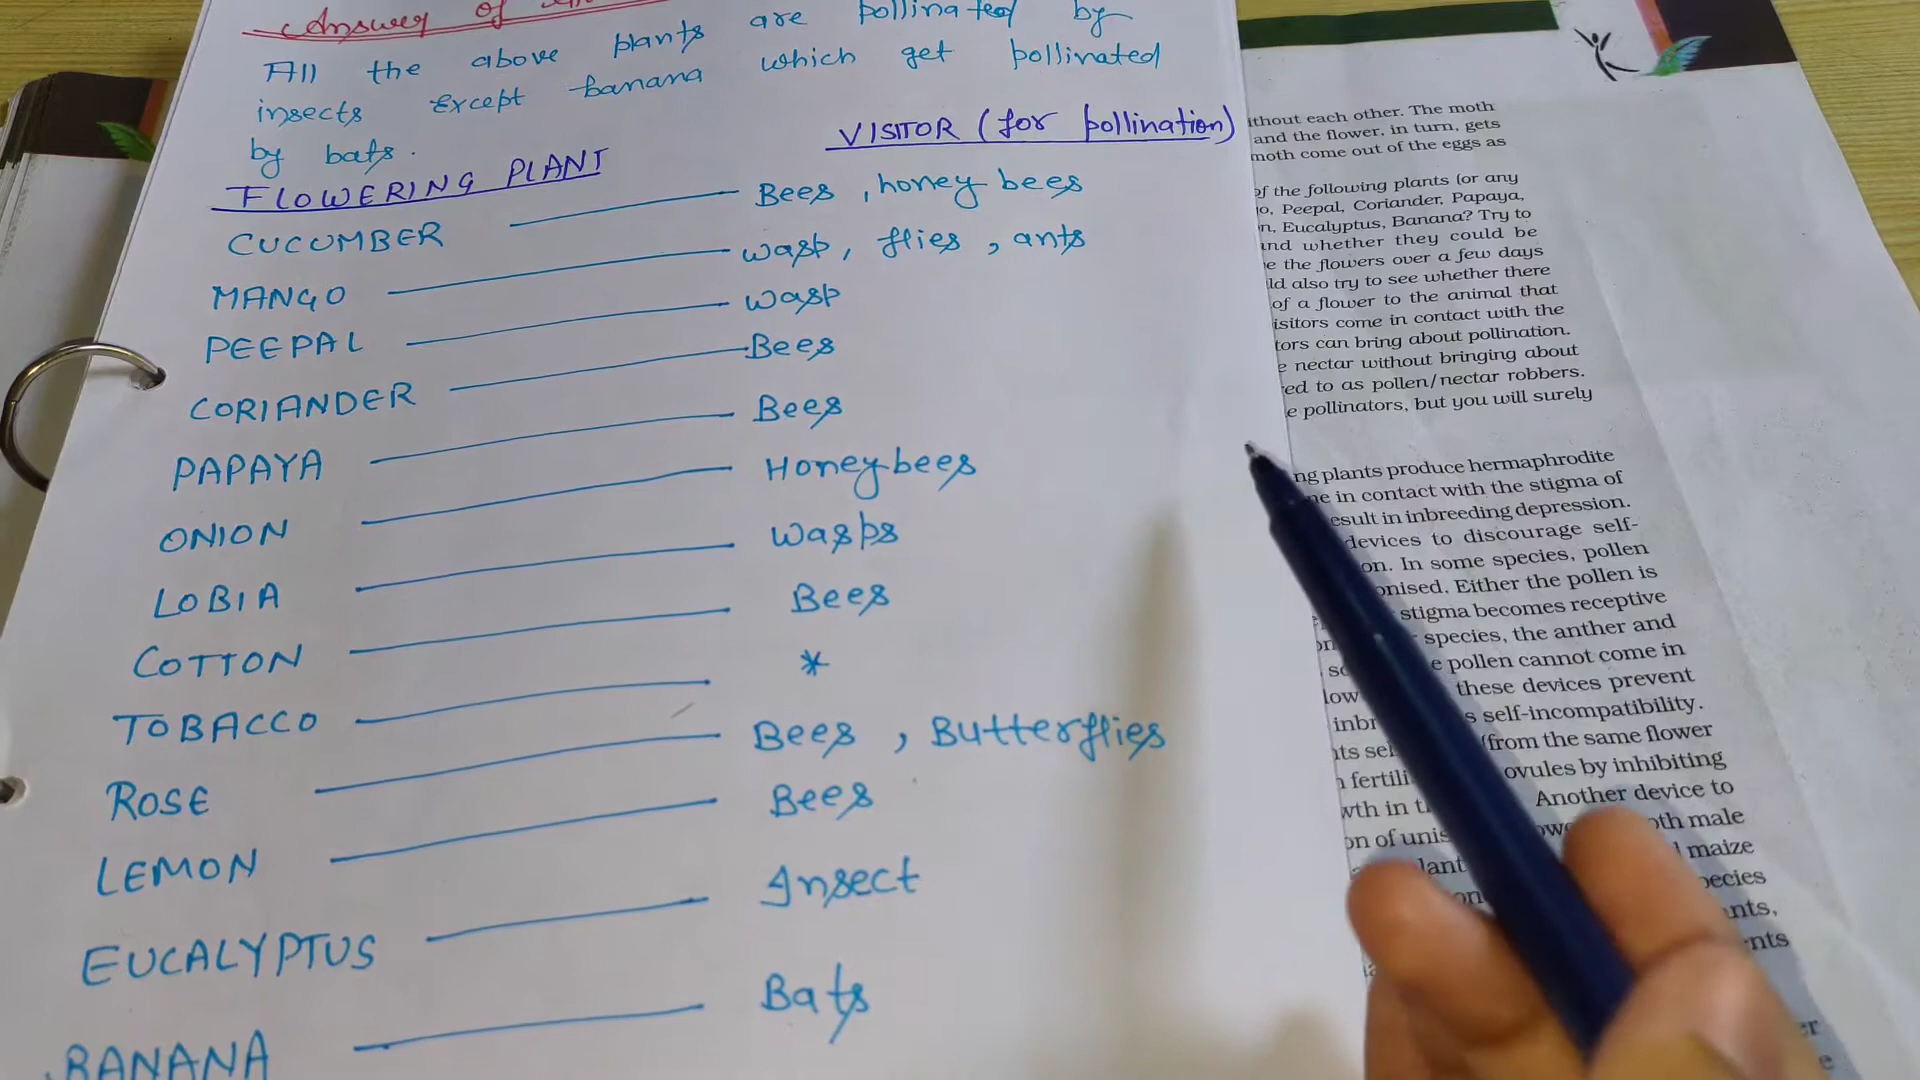 Answer of
All the above plants are pollinated by
insects except banana which get pollinated
by bats.
FLOWERING PLANT VISITOR (for pollination)
CUCUMBER Bees, honey bees
MANGO wasp, flies, ants
PEEPAL wasp
CORIANDER Bees
PAPAYA Bees
ONION Honeybees
LOBIA wasps
COTTON Bees
TOBACCO *
ROSE Bees, Butterflies
LEMON Bees
EUCALYPTUS Insect
BANANA Bats
without each other. The moth
and the flower, in turn, gets
moth come out of the eggs as
of the following plants (or any
Peepal, Coriander, Papaya,
Eucalyptus, Banana? Try to
and whether they could be
the flowers over a few days
also try to see whether there
of a flower to the animal that
visitors come in contact with the
can bring about pollination.
nectar without bringing about
to as pollen/nectar robbers.
pollinators, but you will surely
plants produce hermaphrodite
in contact with the stigma of
result in inbreeding depression.
devices to discourage self-
In some species, pollen
Either the pollen is
stigma becomes receptive
species, the anther and
pollen cannot come in
these devices prevent
self-incompatibility.
(from the same flower
ovules by inhibiting
Another device to
male
maize